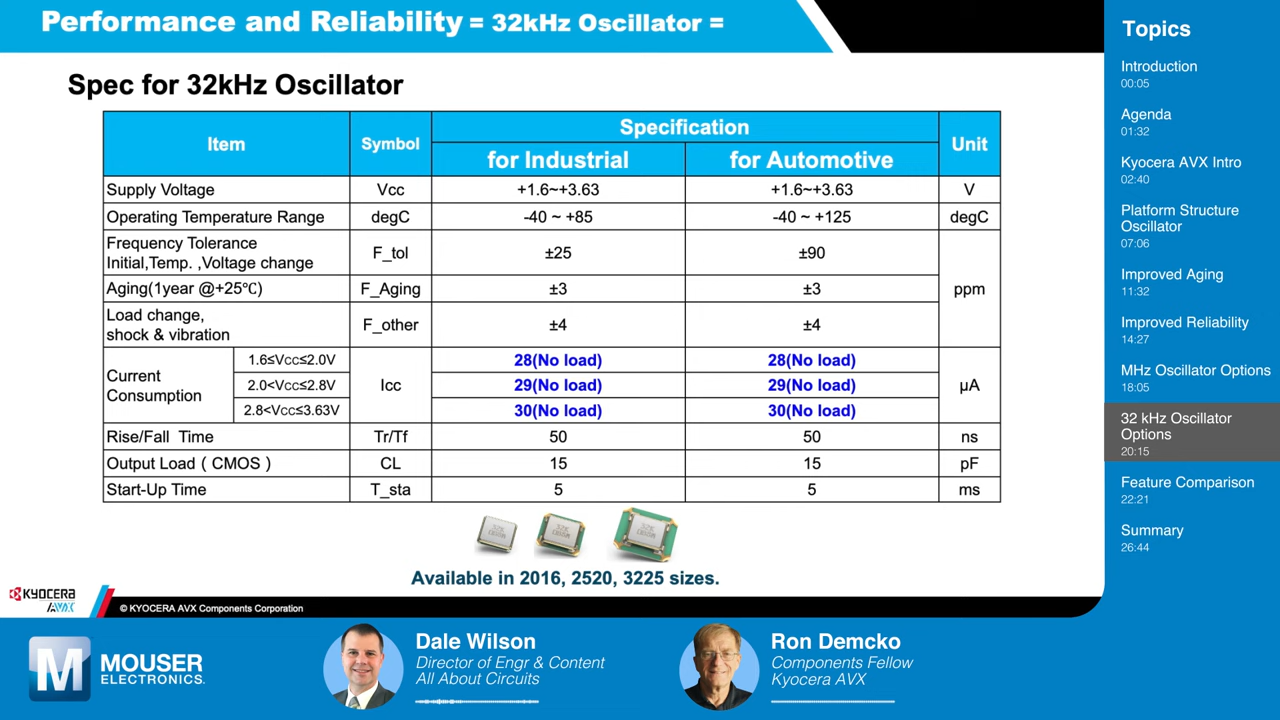 Performance and Reliability = 32kHz Oscillator =
Spec for 32kHz Oscillator
Item Symbol Specification Unit
for Industrial for Automotive
Supply Voltage Vcc +1.6~+3.63 +1.6~+3.63 V
Operating Temperature Range degC -40 ~ +85 -40 ~ +125 degC
Frequency Tolerance
Initial,Temp. ,Voltage change F_tol ±25 ±90 ppm
Aging(1year @+25℃) F_Aging ±3 ±3
Load change,
shock & vibration F_other ±4 ±4
Current
Consumption Icc µA
1.6≤VCC≤2.0V 28(No load) 28(No load)
2.0<VCC≤2.8V 29(No load) 29(No load)
2.8<VCC≤3.63V 30(No load) 30(No load)
Rise/Fall Time Tr/Tf 50 50 ns
Output Load ( CMOS ) CL 15 15 pF
Start-Up Time T_sta 5 5 ms
Available in 2016, 2520, 3225 sizes.
KYOCERA
AVX
© KYOCERA AVX Components Corporation
Topics
Introduction
00:05
Agenda
01:32
Kyocera AVX Intro
02:40
Platform Structure
Oscillator
07:06
Improved Aging
11:32
Improved Reliability
14:27
MHz Oscillator Options
18:05
32 kHz Oscillator
Options
20:15
Feature Comparison
22:21
Summary
26:44
M
MOUSER
ELECTRONICS.
Dale Wilson
Director of Engr & Content
All About Circuits
Ron Demcko
Components Fellow
Kyocera AVX